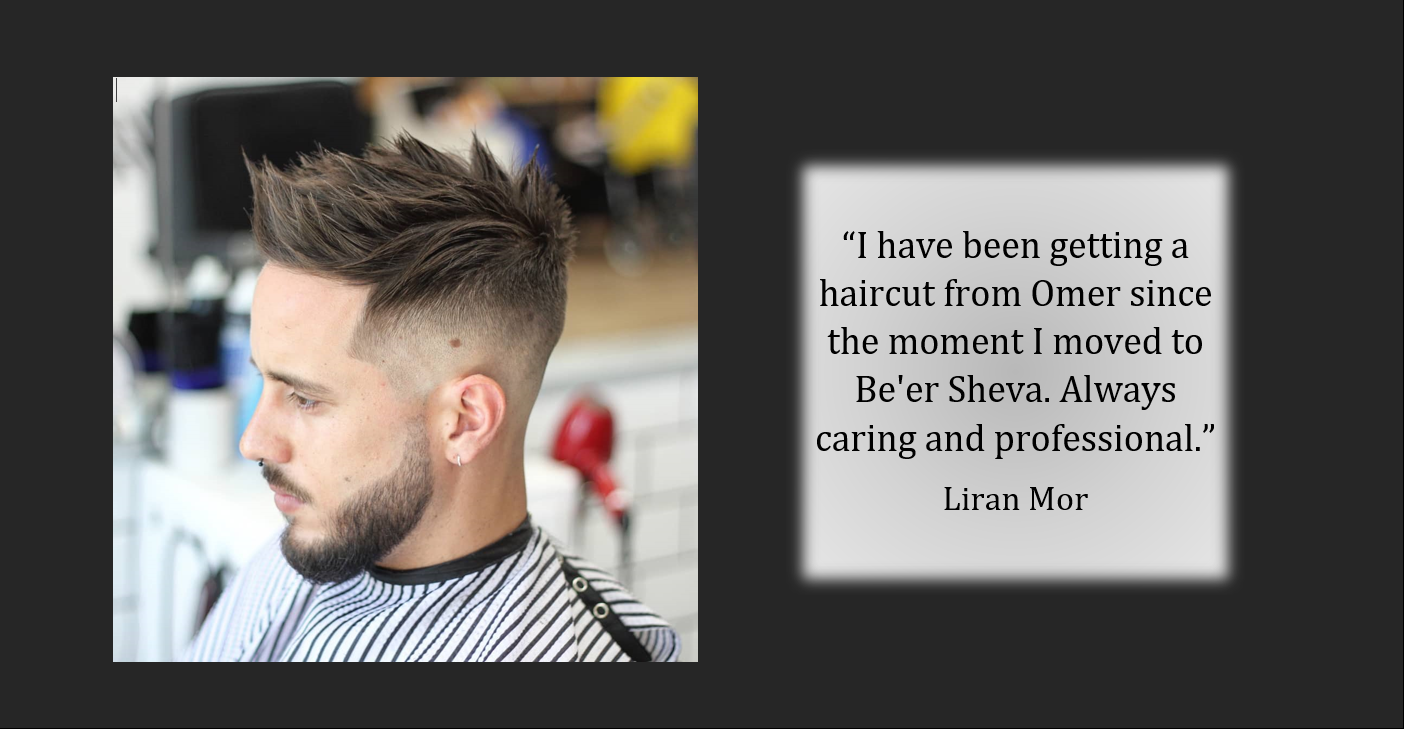 “I have been getting a
haircut from Omer since
the moment I moved to
Be'er Sheva. Always
caring and professional.”
Liran Mor